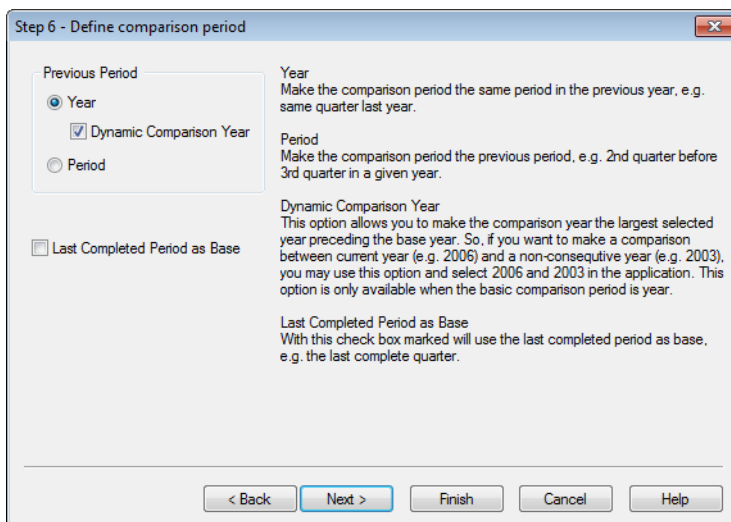 Step 6 - Define comparison period
Previous Period
Year
Dynamic Comparison Year
Period
Last Completed Period as Base
Year
Make the comparison period the same period in the previous year, e.g.
same quarter last year.
Period
Make the comparison period the previous period, e.g. 2nd quarter before
3rd quarter in a given year.
Dynamic Comparison Year
This option allows you to make the comparison year the largest selected
year preceding the base year. So, if you want to make a comparison
between current year (e.g. 2006) and a non-consequtive year (e.g. 2003),
you may use this option and select 2006 and 2003 in the application. This
option is only available when the basic comparison period is year.
Last Completed Period as Base
With this check box marked will use the last completed period as base,
e.g. the last complete quarter.
< Back Next > Finish Cancel Help